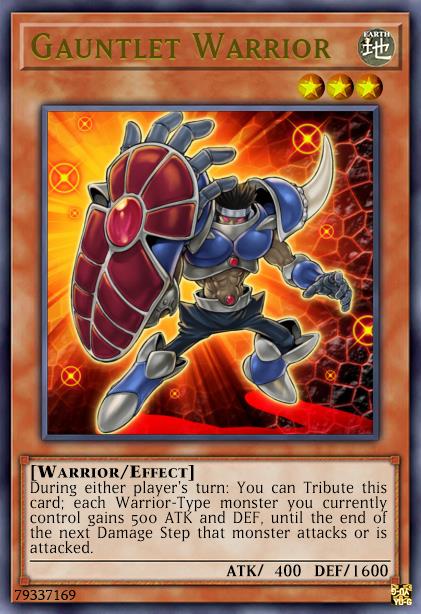 Gauntlet Warrior
EARTH
地
[Warrior/Effect]
During either player's turn: You can Tribute this
card; each Warrior-Type monster you currently
control gains 500 ATK and DEF, until the end of
the next Damage Step that monster attacks or is
attacked.
ATK/ 400 DEF/1600
79337169